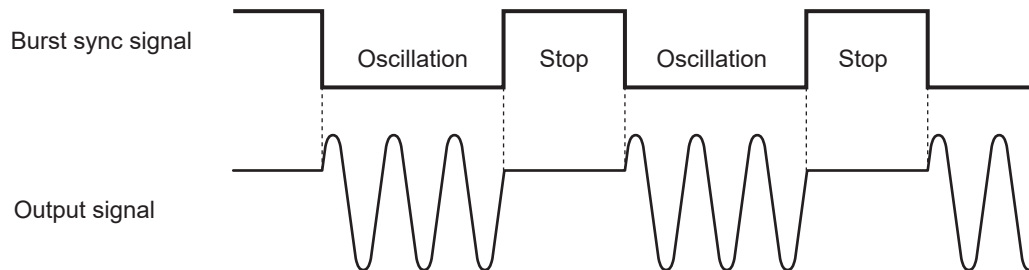 Burst sync signal
Oscillation
Stop
Oscillation
Stop
Output signal